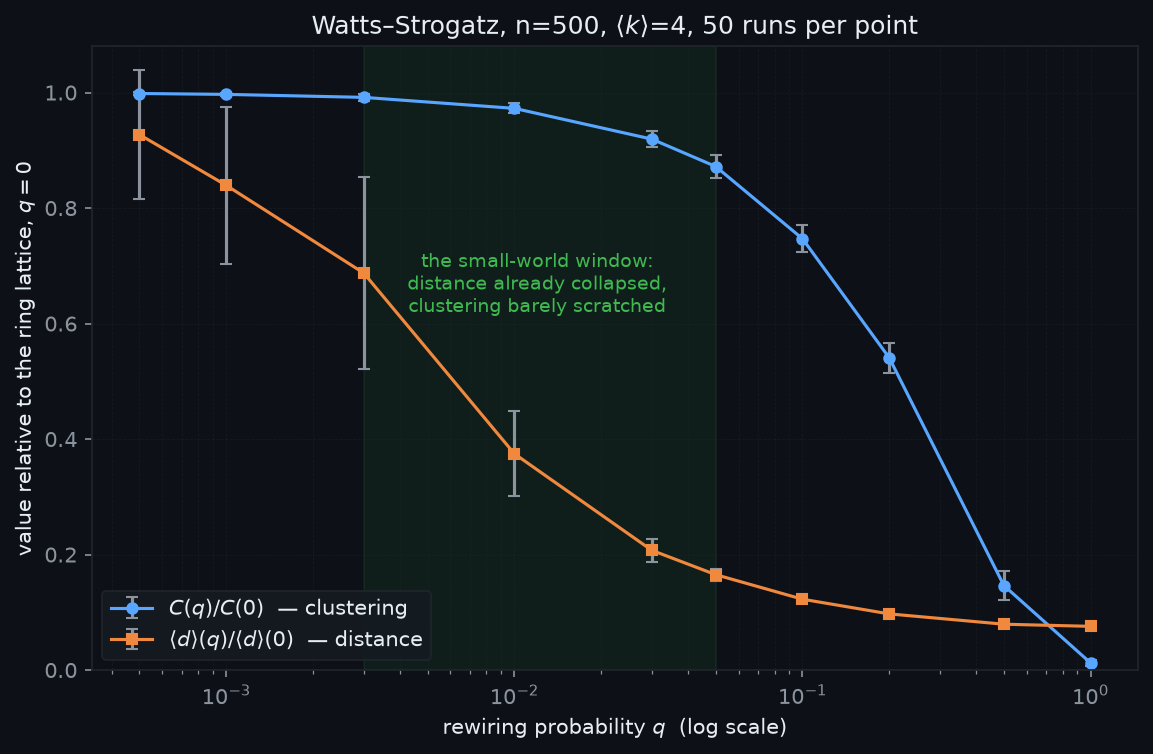 Watts–Strogatz, n=500, ⟨k⟩=4, 50 runs per point
value relative to the ring lattice, q = 0
1.0
0.8
0.6
0.4
0.2
0.0
the small-world window:
distance already collapsed,
clustering barely scratched
C(q)/C(0) — clustering
⟨d⟩(q)/⟨d⟩(0) — distance
10⁻³
10⁻²
10⁻¹
10⁰
rewiring probability q (log scale)